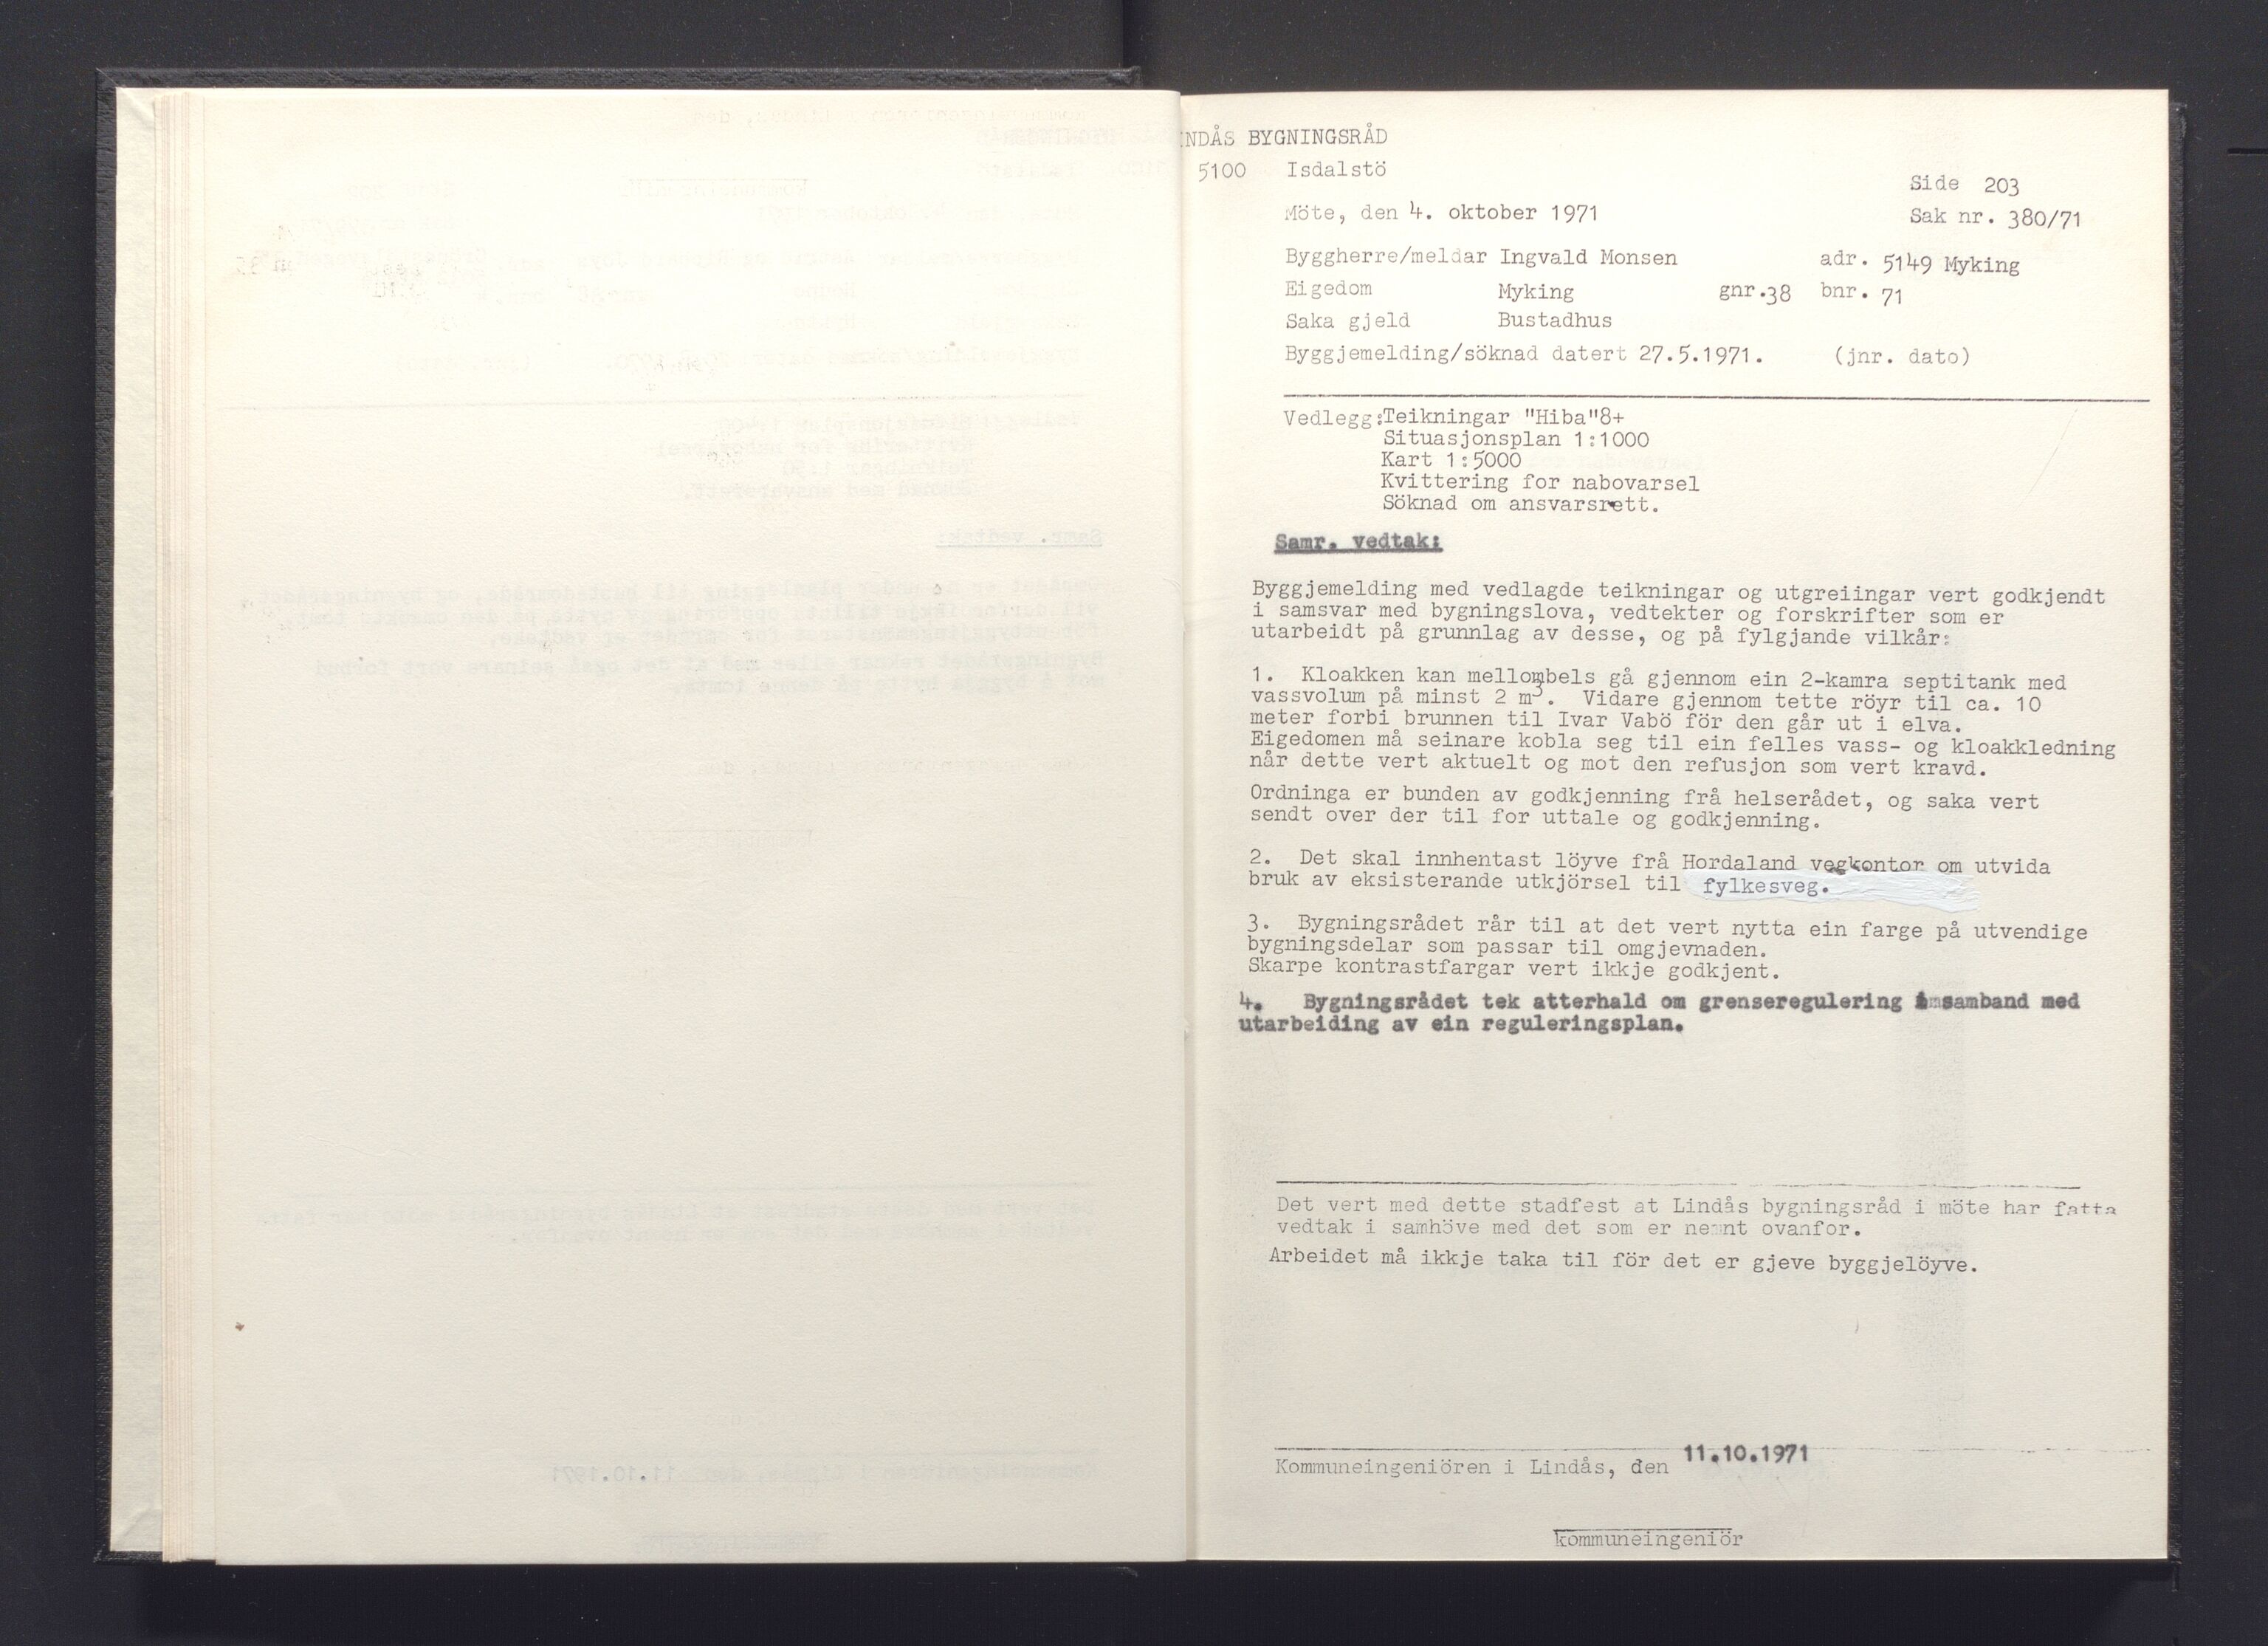 INDÅS BYGNINGSRÅD
5100 Isdalstö
Side 203
Möte, den 4. oktober 1971
Sak nr. 380/71
Byggherre/meldar Ingvald Monsen adr. 5149 Myking
Eigedom Myking gnr.38 bnr. 71
Saka gjeld Bustadhus
Byggjemelding/söknad datert 27.5.1971. (jnr. dato)
Vedlegg:Teikningar "Hiba"8+
Situasjonsplan 1:1000
Kart 1:5000
Kvittering for nabovarsel
Söknad om ansvarsrett.
Samr. vedtak:
Byggjemelding med vedlagde teikningar og utgreiingar vert godkjendt
i samsvar med bygningslova, vedtekter og forskrifter som er
utarbeidt på grunnlag av desse, og på fylgjande vilkår:
1. Kloakken kan mellombels gå gjennom ein 2-kamra septitank med
vassvolum på minst 2 m³. Vidare gjennom tette röyr til ca. 10
meter forbi brunnen til Ivar Vabö för den går ut i elva.
Eigedomen må seinare kobla seg til ein felles vass- og kloakkledning
når dette vert aktuelt og mot den refusjon som vert kravd.
Ordninga er bunden av godkjenning frå helserådet, og saka vert
sendt over der til for uttale og godkjenning.
2. Det skal innhentast löyve frå Hordaland vegkontor om utvida
bruk av eksisterande utkjörsel til fylkesveg.
3. Bygningsrådet rår til at det vert nytta ein farge på utvendige
bygningsdelar som passar til omgjevnaden.
Skarpe kontrastfargar vert ikkje godkjent.
4. Bygningsrådet tek atterhald om grenseregulering i samband med
utarbeiding av ein reguleringsplan.
Det vert med dette stadfest at Lindås bygningsråd i möte har fatta
vedtak i samhöve med det som er nemnt ovanfor.
Arbeidet må ikkje taka til för det er gjeve byggjelöyve.
Kommuneingeniören i Lindås, den 11.10.1971
kommuneingeniör